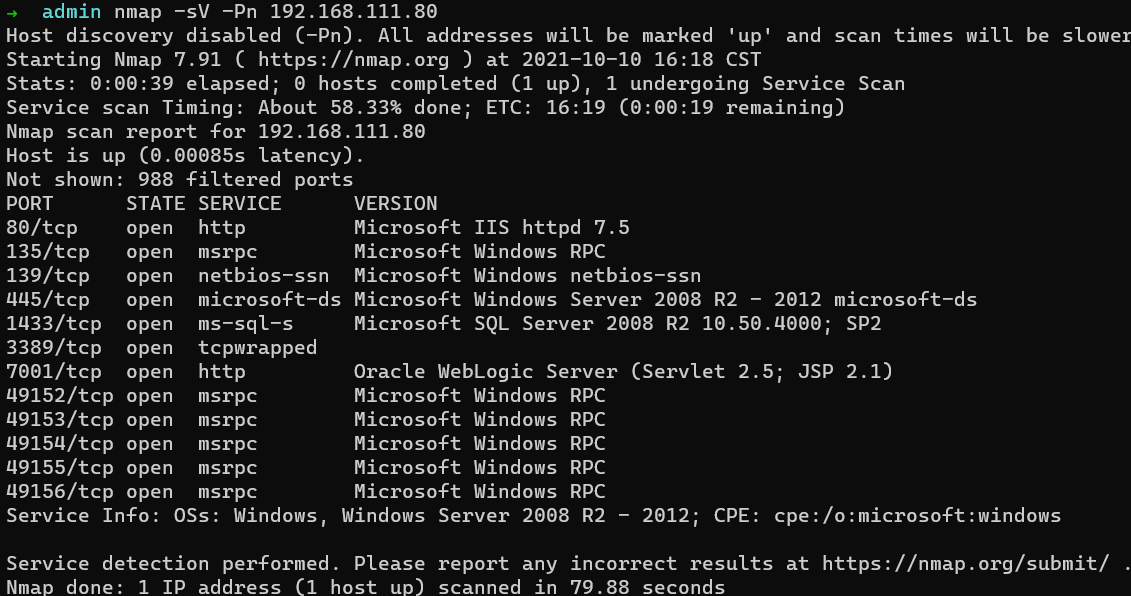 → admin nmap -sV -Pn 192.168.111.80
Host discovery disabled (-Pn). All addresses will be marked 'up' and scan times will be slower
Starting Nmap 7.91 ( https://nmap.org ) at 2021-10-10 16:18 CST
Stats: 0:00:39 elapsed; 0 hosts completed (1 up), 1 undergoing Service Scan
Service scan Timing: About 58.33% done; ETC: 16:19 (0:00:19 remaining)
Nmap scan report for 192.168.111.80
Host is up (0.00085s latency).
Not shown: 988 filtered ports
PORT      STATE SERVICE      VERSION
80/tcp    open  http         Microsoft IIS httpd 7.5
135/tcp   open  msrpc        Microsoft Windows RPC
139/tcp   open  netbios-ssn  Microsoft Windows netbios-ssn
445/tcp   open  microsoft-ds Microsoft Windows Server 2008 R2 - 2012 microsoft-ds
1433/tcp  open  ms-sql-s     Microsoft SQL Server 2008 R2 10.50.4000; SP2
3389/tcp  open  tcpwrapped
7001/tcp  open  http         Oracle WebLogic Server (Servlet 2.5; JSP 2.1)
49152/tcp open  msrpc        Microsoft Windows RPC
49153/tcp open  msrpc        Microsoft Windows RPC
49154/tcp open  msrpc        Microsoft Windows RPC
49155/tcp open  msrpc        Microsoft Windows RPC
49156/tcp open  msrpc        Microsoft Windows RPC
Service Info: OSs: Windows, Windows Server 2008 R2 - 2012; CPE: cpe:/o:microsoft:windows
Service detection performed. Please report any incorrect results at https://nmap.org/submit/ .
Nmap done: 1 IP address (1 host up) scanned in 79.88 seconds